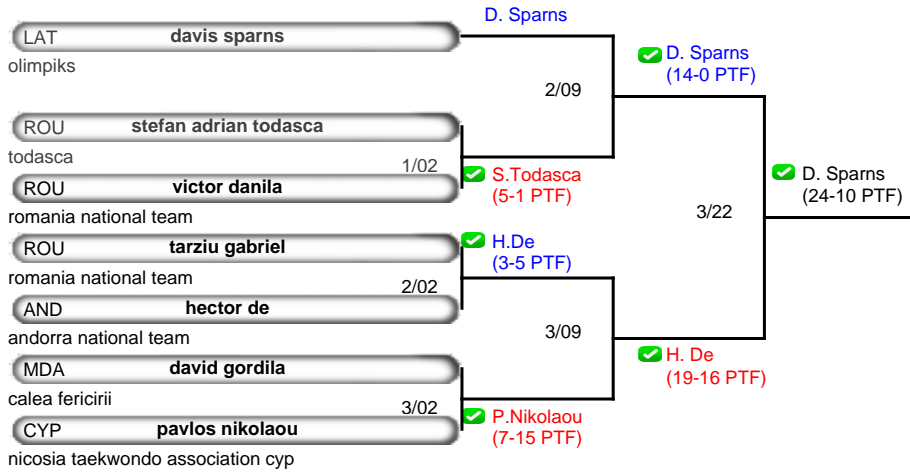 D. Sparns
LAT davis sparns
olimpiks
D. Sparns
(14-0 PTF)
2/09
ROU stefan adrian todasca
todasca
1/02
ROU victor danila
romania national team
S.Todasca
(5-1 PTF)
D. Sparns
(24-10 PTF)
3/22
ROU tarziu gabriel
romania national team
H.De
(3-5 PTF)
2/02
AND hector de
andorra national team
3/09
H. De
(19-16 PTF)
MDA david gordila
calea fericirii
3/02
CYP pavlos nikolaou
nicosia taekwondo association cyp
P.Nikolaou
(7-15 PTF)